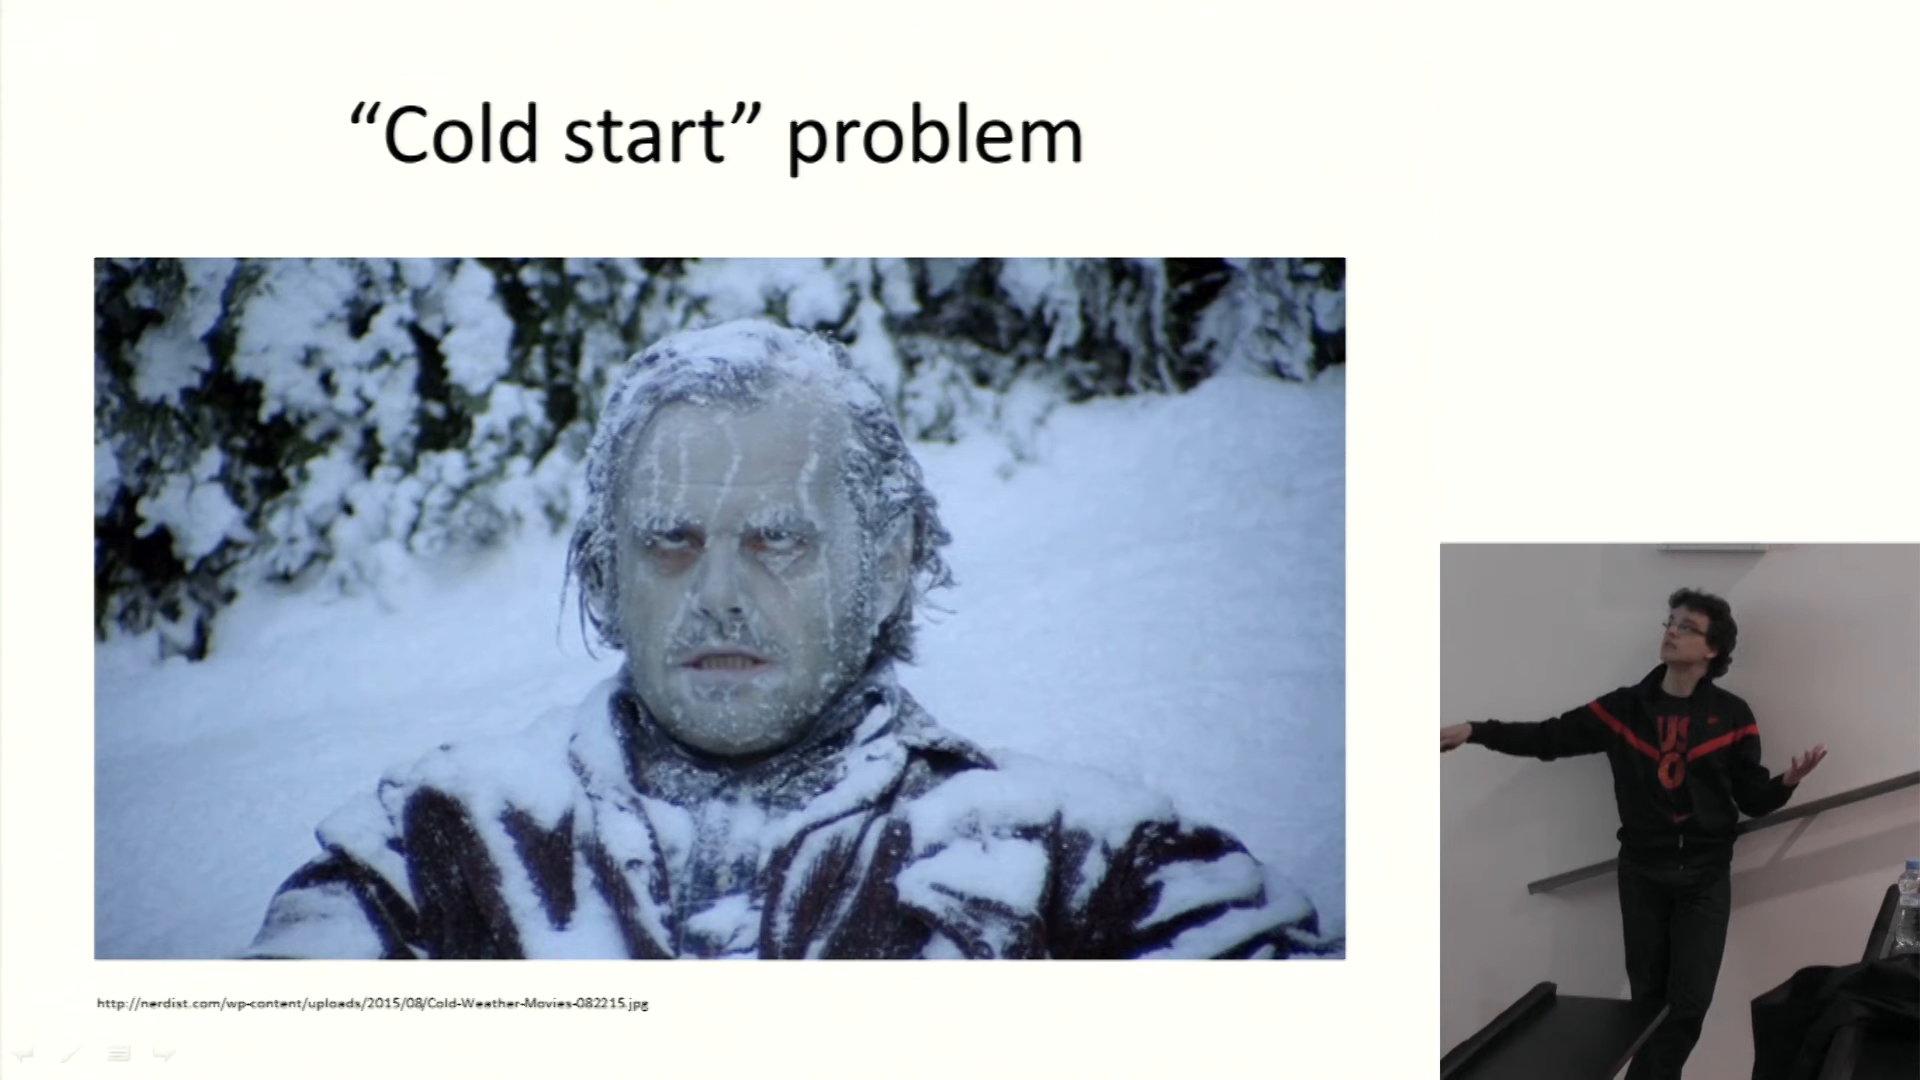 “Cold start” problem
http://nerdist.com/wp-content/uploads/2015/08/Cold-Weather-Movies-082215.jpg